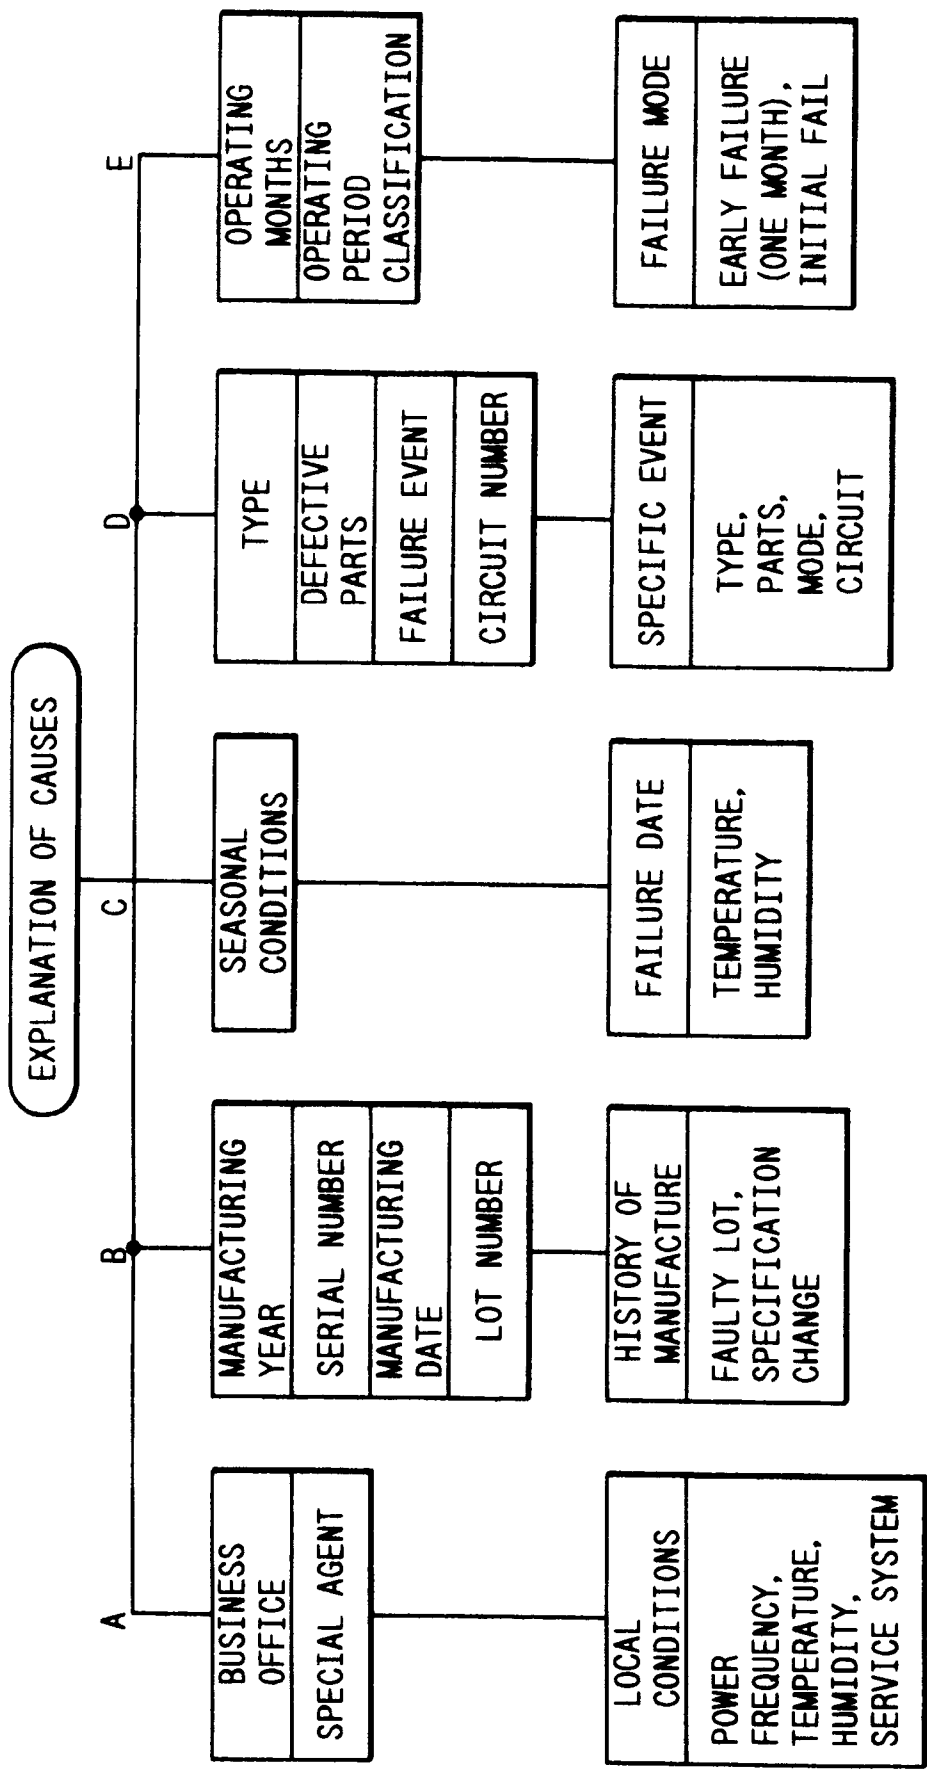 EXPLANATION OF CAUSES
A
B
C
D
E
BUSINESS
OFFICE
SPECIAL AGENT
LOCAL
CONDITIONS
POWER
FREQUENCY,
TEMPERATURE,
HUMIDITY,
SERVICE SYSTEM
MANUFACTURING
YEAR
SERIAL NUMBER
MANUFACTURING
DATE
LOT NUMBER
HISTORY OF
MANUFACTURE
FAULTY LOT,
SPECIFICATION
CHANGE
SEASONAL
CONDITIONS
FAILURE DATE
TEMPERATURE,
HUMIDITY
TYPE
DEFECTIVE
PARTS
FAILURE EVENT
CIRCUIT NUMBER
SPECIFIC EVENT
TYPE,
PARTS,
MODE,
CIRCUIT
OPERATING
MONTHS
OPERATING
PERIOD
CLASSIFICATION
FAILURE MODE
EARLY FAILURE
(ONE MONTH),
INITIAL FAIL